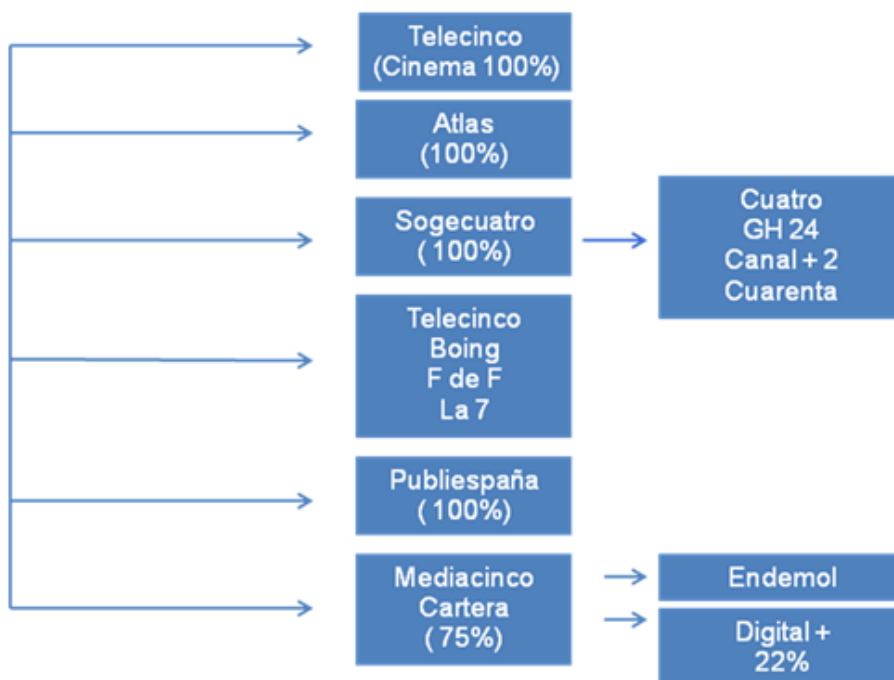 Telecinco
(Cinema 100%)
Atlas
(100%)
Sogecuatro
( 100%)
Cuatro
GH 24
Canal + 2
Cuarenta
Telecinco
Boing
F de F
La 7
Publiespaña
( 100%)
Mediacinco
Cartera
( 75%)
Endemol
Digital +
22%